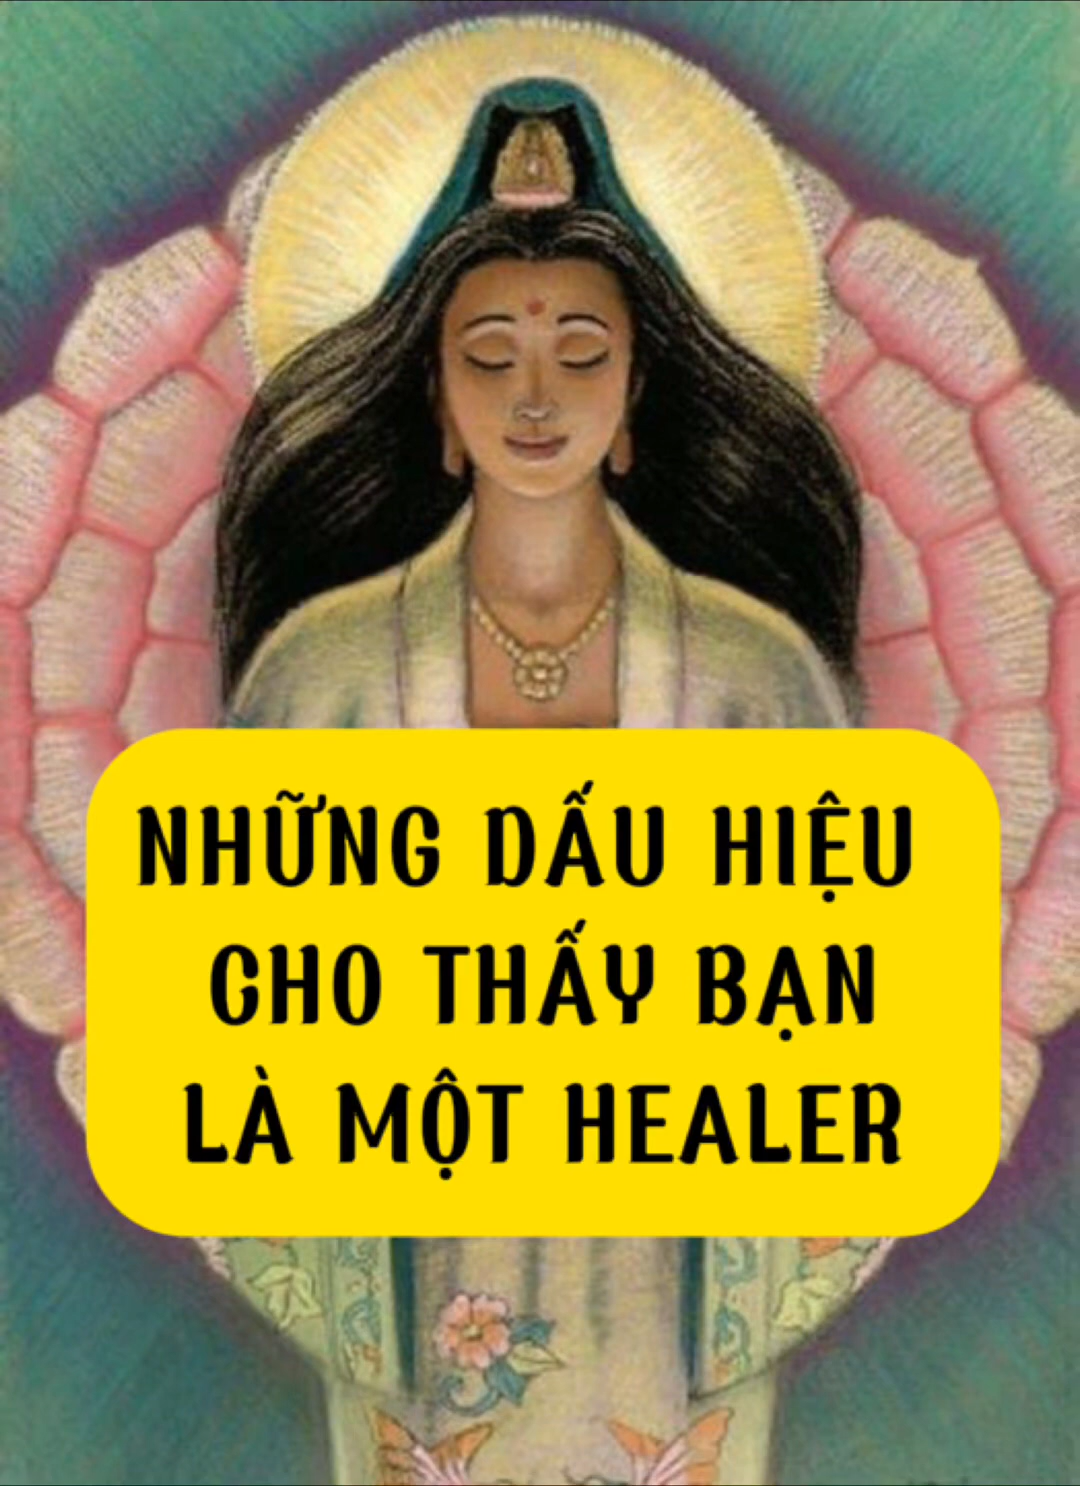 NHỮNG DẤU HIỆU
CHO THẤY BẠN
LÀ MỘT HEALER